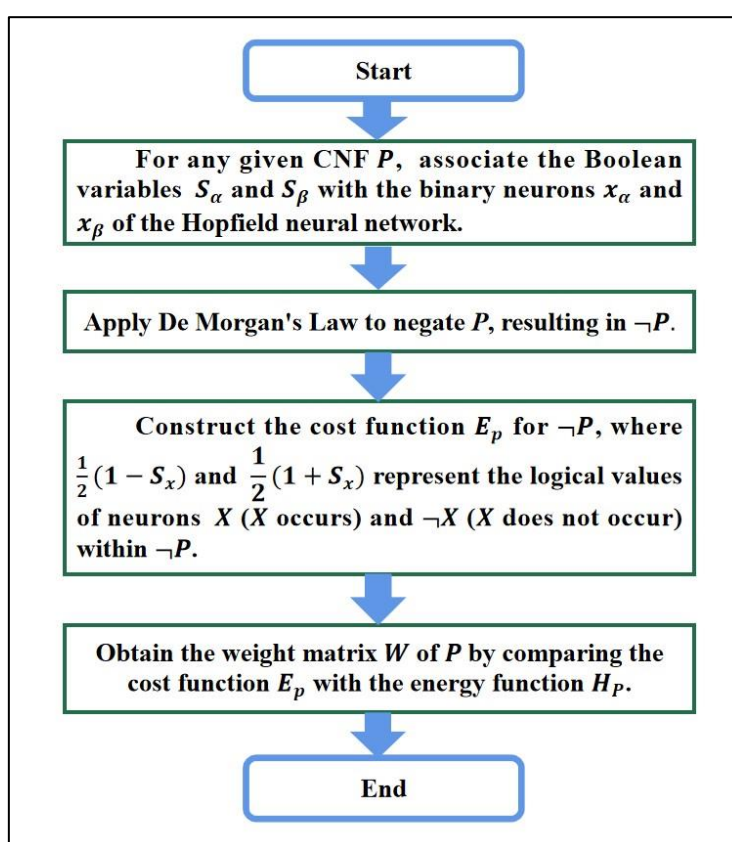 Start
For any given CNF P, associate the Boolean
variables Sα and Sβ with the binary neurons xα and
xβ of the Hopfield neural network.
Apply De Morgan's Law to negate P, resulting in ¬P.
Construct the cost function Eₚ for ¬P, where
1/2 (1 − Sₓ) and 1/2 (1 + Sₓ) represent the logical values
of neurons X (X occurs) and ¬X (X does not occur)
within ¬P.
Obtain the weight matrix W of P by comparing the
cost function Eₚ with the energy function H_P.
End